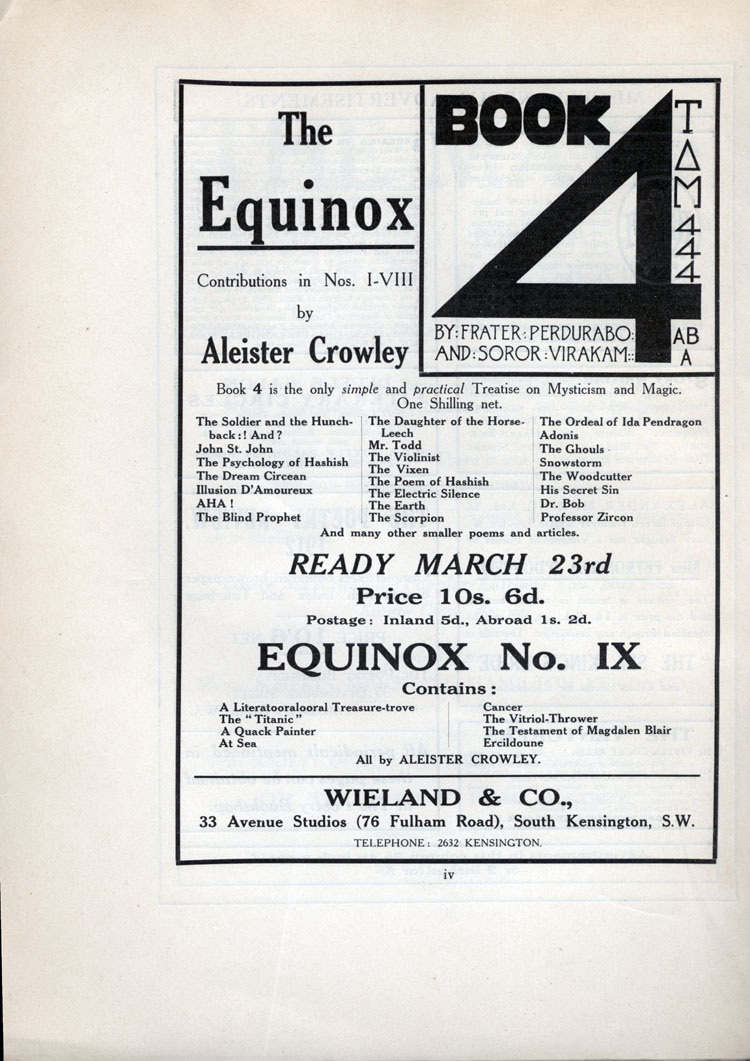 The
Equinox
Contributions in Nos. I-VIII
by
Aleister Crowley
BOOK
4
ΤΔΜ 444
BY:FRATER:PERDURABO:
AND:SOROR:VIRAKAM::
AB
A
Book 4 is the only simple and practical Treatise on Mysticism and Magic.
One Shilling net.
The Soldier and the Hunch-
back:! And?
John St. John
The Psychology of Hashish
The Dream Circean
Illusion D'Amoureux
AHA !
The Blind Prophet
The Daughter of the Horse-
Leech
Mr. Todd
The Violinist
The Vixen
The Poem of Hashish
The Electric Silence
The Earth
The Scorpion
The Ordeal of Ida Pendragon
Adonis
The Ghouls
Snowstorm
The Woodcutter
His Secret Sin
Dr. Bob
Professor Zircon
And many other smaller poems and articles.
READY MARCH 23rd
Price 10s. 6d.
Postage: Inland 5d., Abroad 1s. 2d.
EQUINOX No. IX
Contains :
A Literatooralooral Treasure-trove
The "Titanic"
A Quack Painter
At Sea
Cancer
The Vitriol-Thrower
The Testament of Magdalen Blair
Ercildoune
All by ALEISTER CROWLEY.
WIELAND & CO.,
33 Avenue Studios (76 Fulham Road), South Kensington, S.W.
TELEPHONE: 2632 KENSINGTON.
iv